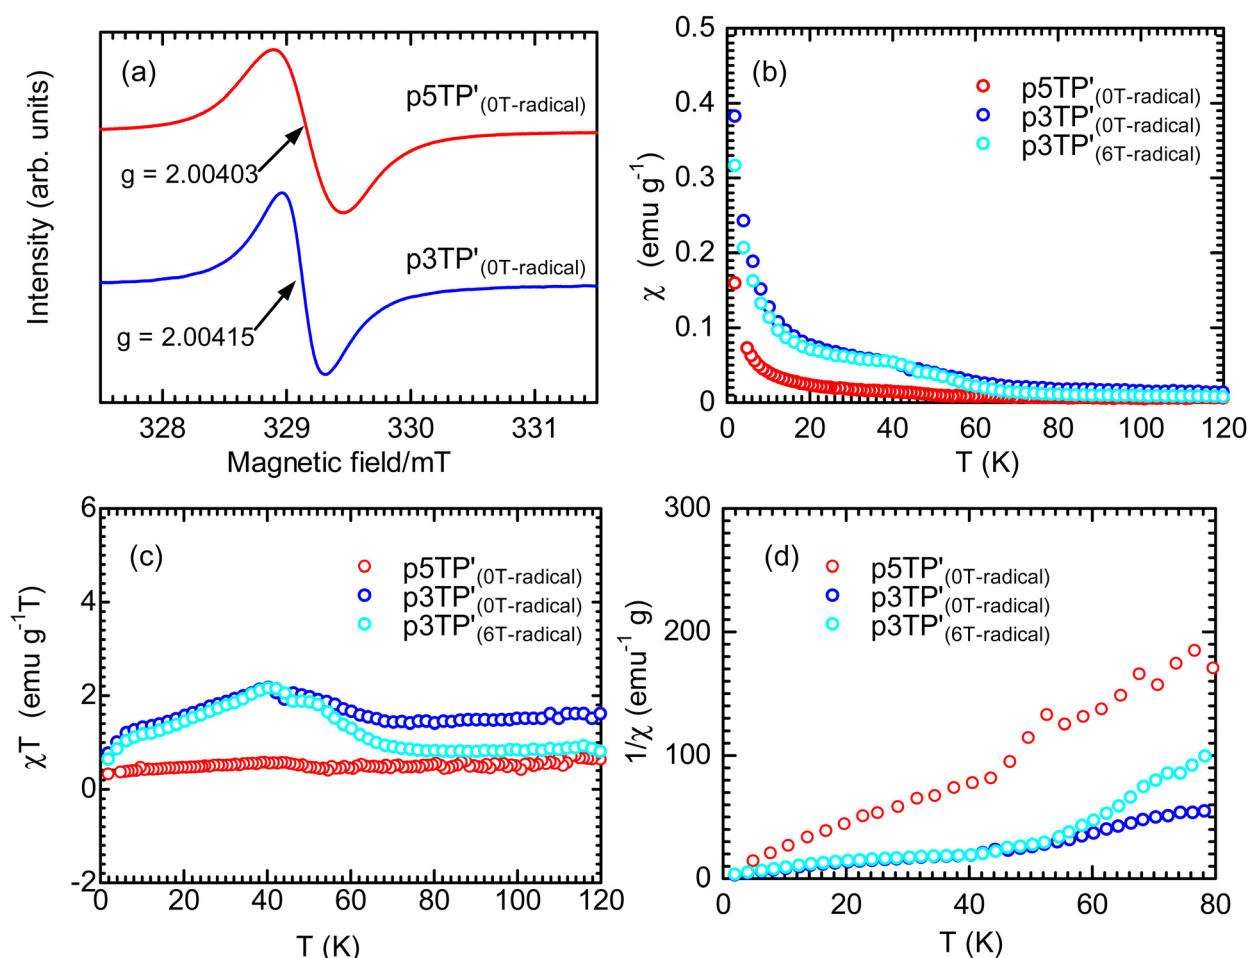 (a)
p5TP'(0T-radical)
g = 2.00403
p3TP'(0T-radical)
g = 2.00415
Intensity (arb. units)
328 329 330 331
Magnetic field/mT
(b)
p5TP'(0T-radical)
p3TP'(0T-radical)
p3TP'(6T-radical)
χ (emu g-1)
0.5
0.4
0.3
0.2
0.1
0
0 20 40 60 80 100 120
T (K)
(c)
p5TP'(0T-radical)
p3TP'(0T-radical)
p3TP'(6T-radical)
χT (emu g-1T)
6
4
2
0
-2
0 20 40 60 80 100 120
T (K)
(d)
p5TP'(0T-radical)
p3TP'(0T-radical)
p3TP'(6T-radical)
1/χ (emu-1 g)
300
200
100
0
0 20 40 60 80
T (K)